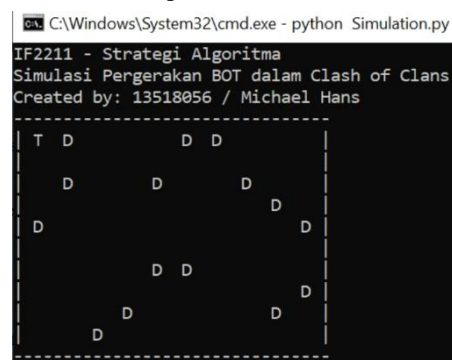 C:\Windows\System32\cmd.exe - python Simulation.py
IF2211 - Strategi Algoritma
Simulasi Pergerakan BOT dalam Clash of Clans
Created by: 13518056 / Michael Hans
--------------------------------
| T  D           D  D          |
|                              |
|    D        D        D       |
|                         D    |
| D                          D |
|                              |
|             D  D             |
|                            D |
|          D              D    |
|       D                      |
--------------------------------